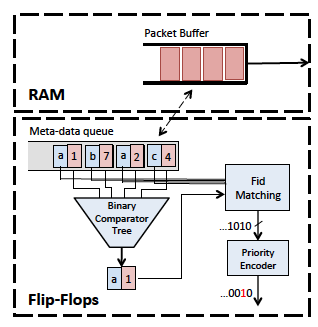 Packet Buffer
RAM
Meta-data queue
a 1 b 7 a 2 c 4
Fid
Matching
Binary
Comparator
Tree
...1010
Priority
Encoder
a 1
...0010
Flip-Flops